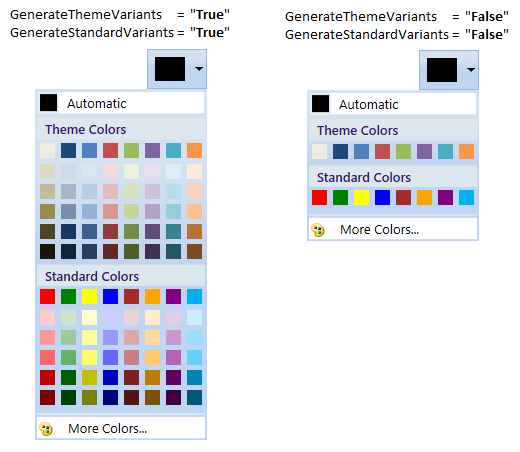 GenerateThemeVariants = "True"
GenerateStandardVariants = "True"
Automatic
Theme Colors
Standard Colors
More Colors...
GenerateThemeVariants = "False"
GenerateStandardVariants = "False"
Automatic
Theme Colors
Standard Colors
More Colors...